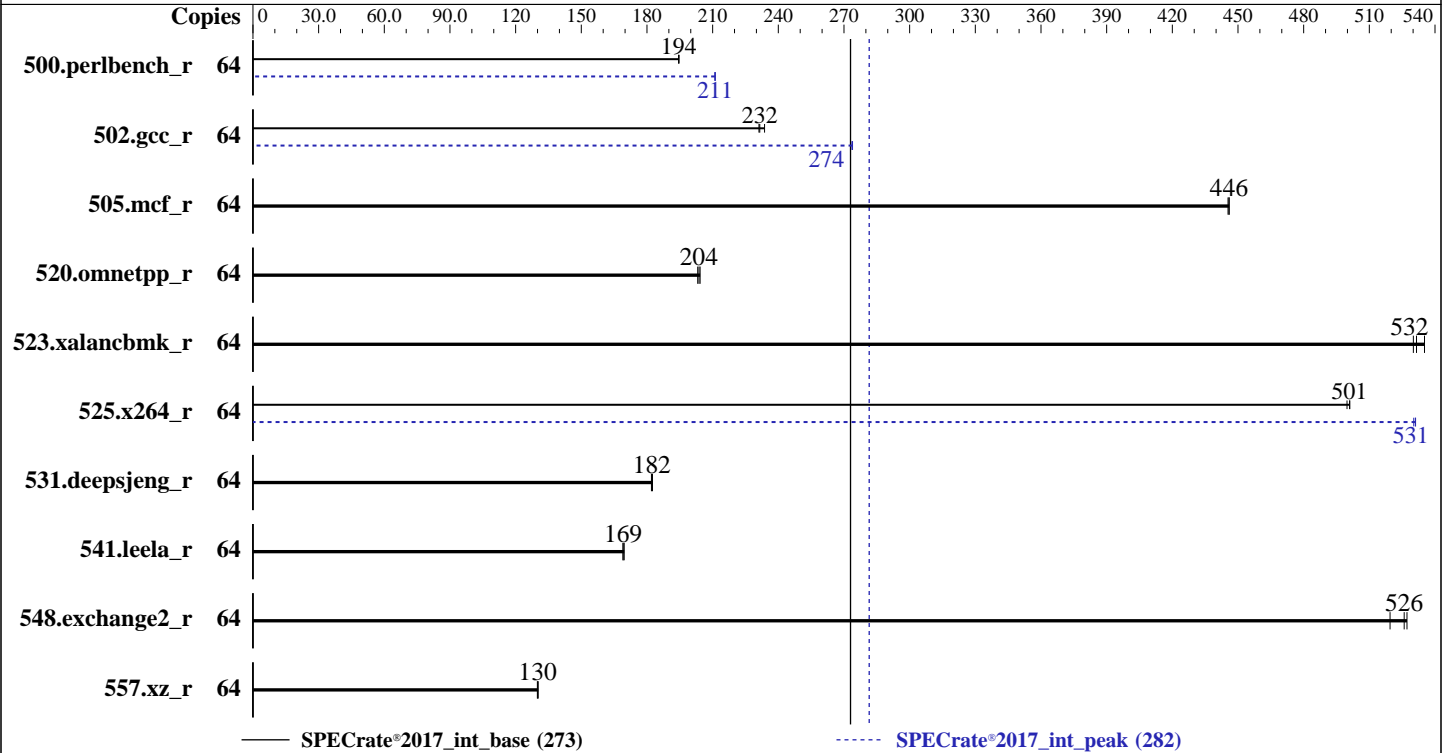 Copies 0 30.0 60.0 90.0 120 150 180 210 240 270 300 330 360 390 420 450 480 510 540
194
500.perlbench_r 64
211
232
502.gcc_r 64
274
446
505.mcf_r 64
204
520.omnetpp_r 64
532
523.xalancbmk_r 64
501
525.x264_r 64
531
182
531.deepsjeng_r 64
169
541.leela_r 64
526
548.exchange2_r 64
130
557.xz_r 64
SPECrate®2017_int_base (273) SPECrate®2017_int_peak (282)